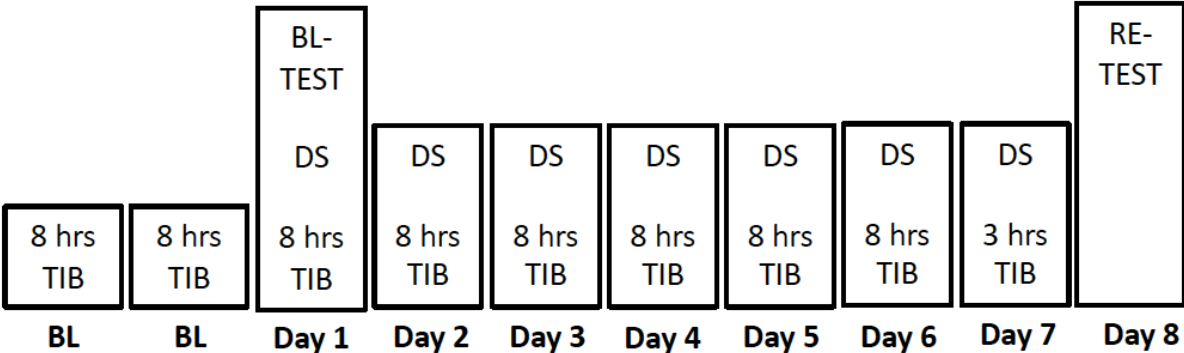 BL-
TEST
DS
8 hrs
TIB
RE-
TEST
DS
8 hrs
TIB
DS
8 hrs
TIB
DS
8 hrs
TIB
DS
8 hrs
TIB
DS
8 hrs
TIB
DS
3 hrs
TIB
8 hrs
TIB
8 hrs
TIB
BL BL Day 1 Day 2 Day 3 Day 4 Day 5 Day 6 Day 7 Day 8